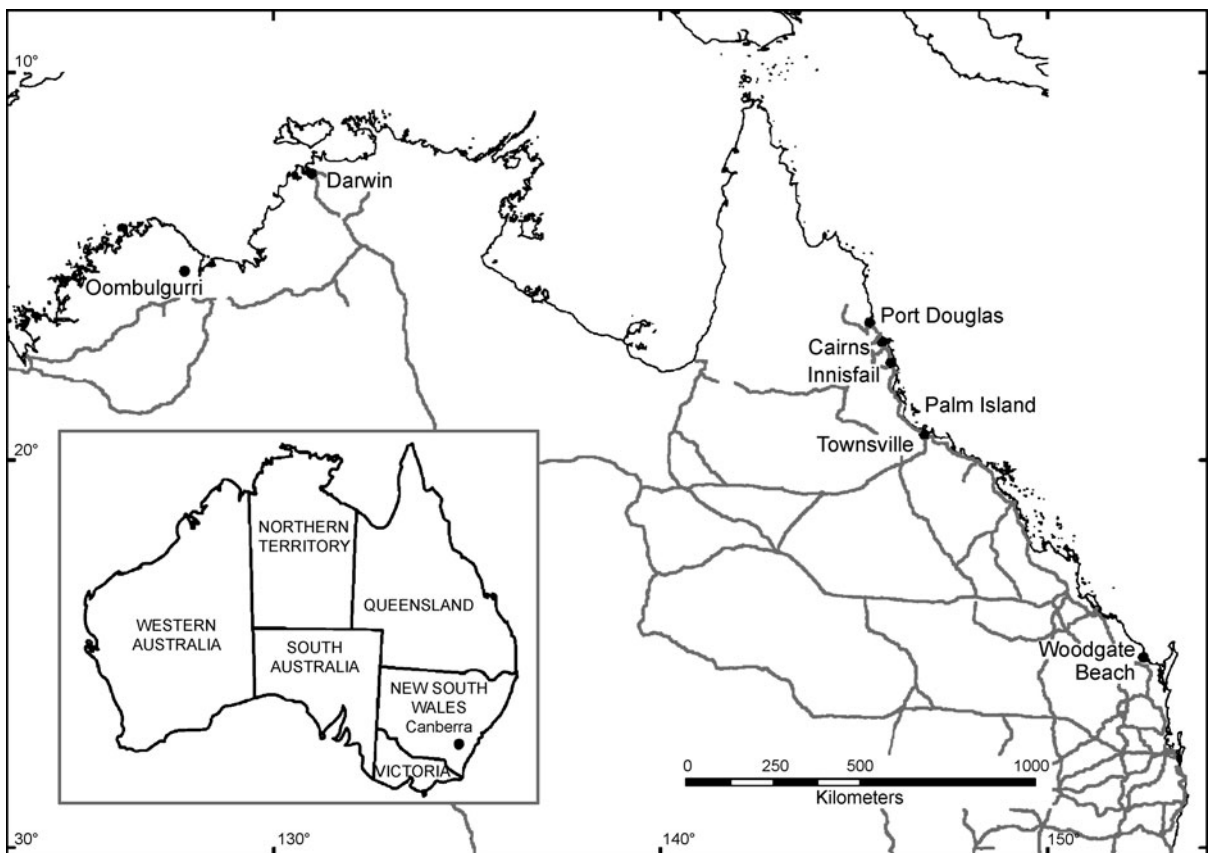 10°
Darwin
Oombulgurri
Port Douglas
Cairns
Innisfail
Palm Island
Townsville
20°
NORTHERN
TERRITORY
QUEENSLAND
WESTERN
AUSTRALIA
SOUTH
AUSTRALIA
NEW SOUTH
WALES
Canberra
VICTORIA
Woodgate
Beach
0 250 500 1000
Kilometers
30° 130° 140° 150°